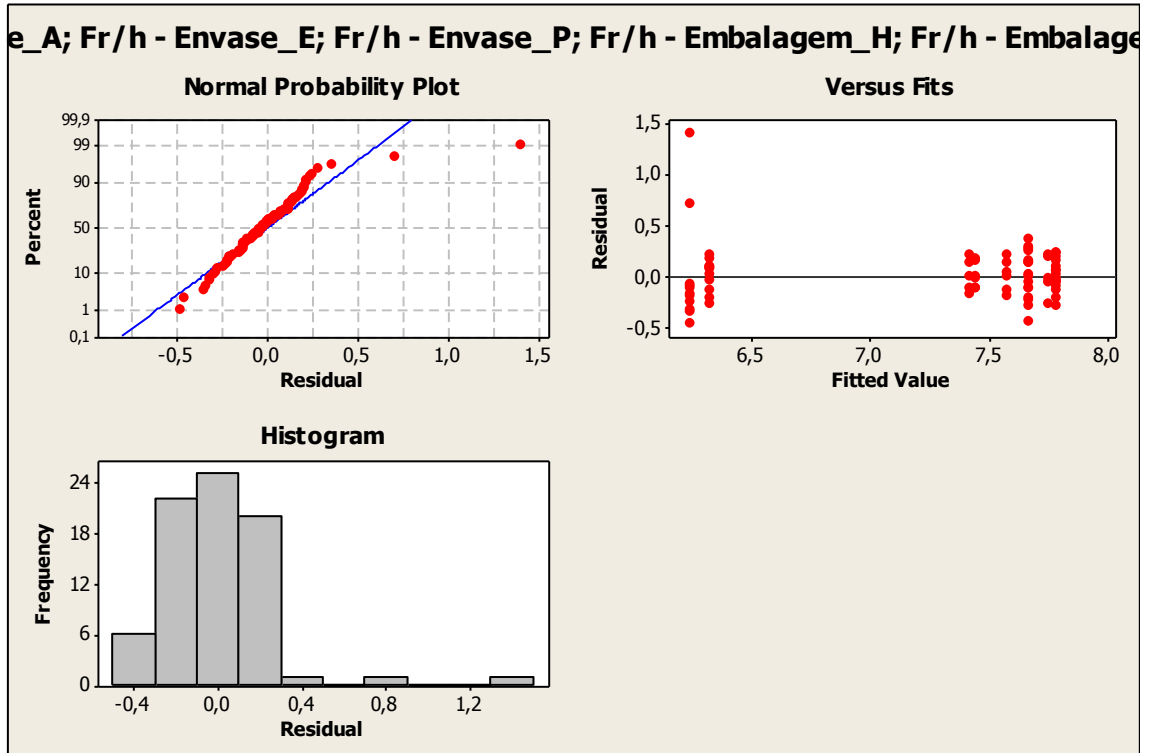 e_A; Fr/h - Envase_E; Fr/h - Envase_P; Fr/h - Embalagem_H; Fr/h - Embalage
Normal Probability Plot
99,9
99
90
50
10
1
0,1
Percent
-0,5 0,0 0,5 1,0 1,5
Residual
Versus Fits
1,5
1,0
0,5
0,0
-0,5
Residual
6,5 7,0 7,5 8,0
Fitted Value
Histogram
24
18
12
6
0
Frequency
-0,4 0,0 0,4 0,8 1,2
Residual